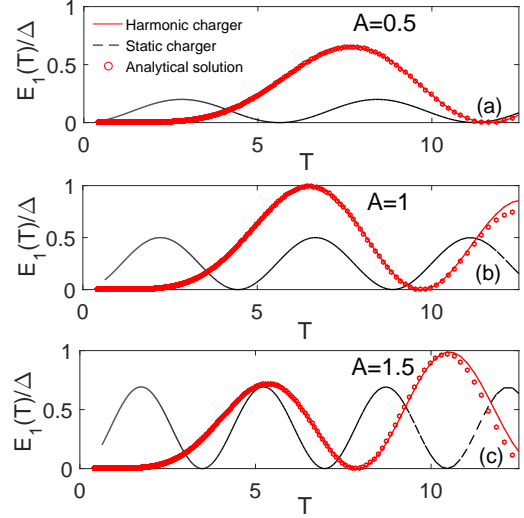 A=0.5
Harmonic charger
Static charger
Analytical solution
E₁(T)/Δ
1
0.5
0
(a)
5
10
T
A=1
E₁(T)/Δ
1
0.5
0
(b)
0
5
10
T
A=1.5
E₁(T)/Δ
1
0.5
0
(c)
0
5
10
T